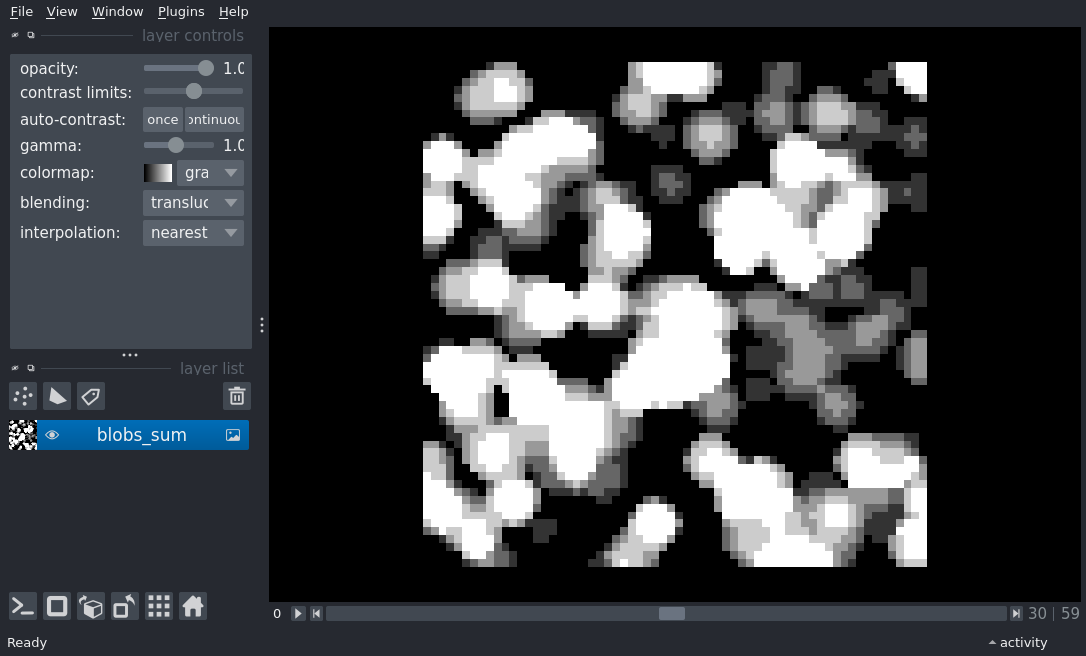 File View Window Plugins Help
layer controls
opacity: 1.0
contrast limits:
auto-contrast: once ontinuou
gamma: 1.0
colormap: gra
blending: transluc
interpolation: nearest
layer list
blobs_sum
0 30 | 59
Ready activity